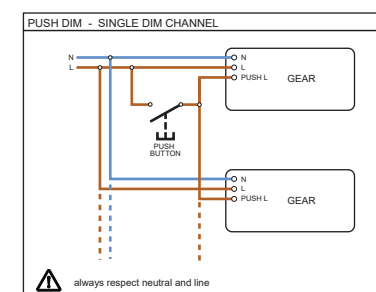 PUSH DIM - SINGLE DIM CHANNEL
N
L
N
L
PUSH L
GEAR
PUSH
BUTTON
N
L
PUSH L
GEAR
always respect neutral and line